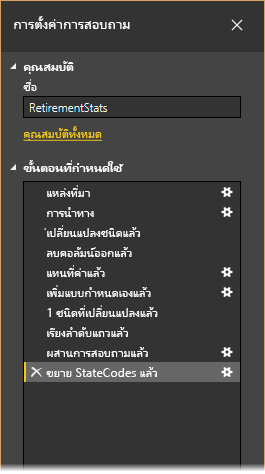 การตั้งค่าการสอบถาม
คุณสมบัติ
ชื่อ
RetirementStats
คุณสมบัติทั้งหมด
ขั้นตอนที่กำหนดใช้
แหล่งที่มา
การนำทาง
เปลี่ยนแปลงชนิดแล้ว
ลบคอลัมน์ออกแล้ว
แทนที่ค่าแล้ว
เพิ่มแบบกำหนดเองแล้ว
1 ชนิดที่เปลี่ยนแปลงแล้ว
เรียงลำดับแถวแล้ว
ผสานการสอบถามแล้ว
ขยาย StateCodes แล้ว